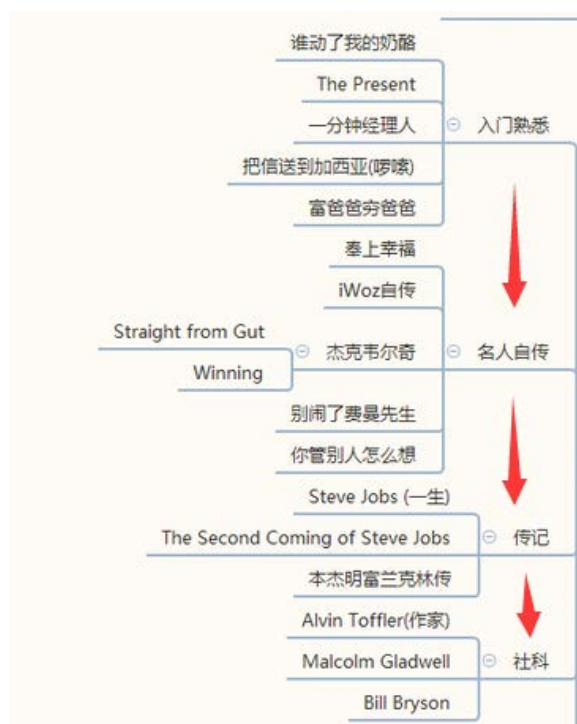 谁动了我的奶酪
The Present
一分钟经理人
入门熟悉
把信送到加西亚(啰嗦)
富爸爸穷爸爸
奉上幸福
iWoz自传
Straight from Gut
杰克韦尔奇
名人自传
Winning
别闹了费曼先生
你管别人怎么想
Steve Jobs (一生)
The Second Coming of Steve Jobs
传记
本杰明富兰克林传
Alvin Toffler(作家)
Malcolm Gladwell
社科
Bill Bryson